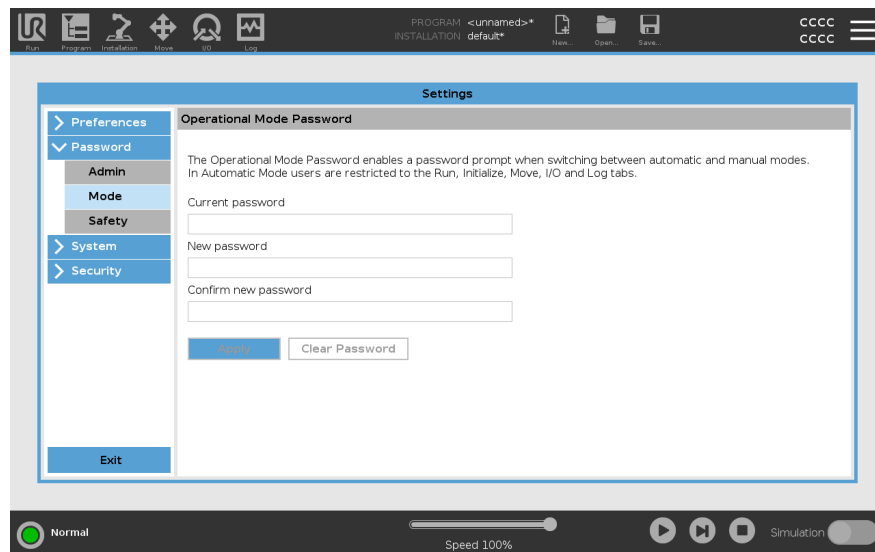 PROGRAM <unnamed>*
INSTALLATION default*
CCCC
CCCC
Run
Program
Installation
Move
I/O
Log
New...
Open...
Save...
Settings
Preferences
Password
Admin
Mode
Safety
System
Security
Exit
Operational Mode Password
The Operational Mode Password enables a password prompt when switching between automatic and manual modes.
In Automatic Mode users are restricted to the Run, Initialize, Move, I/O and Log tabs.
Current password
New password
Confirm new password
Apply
Clear Password
Normal
Speed 100%
Simulation